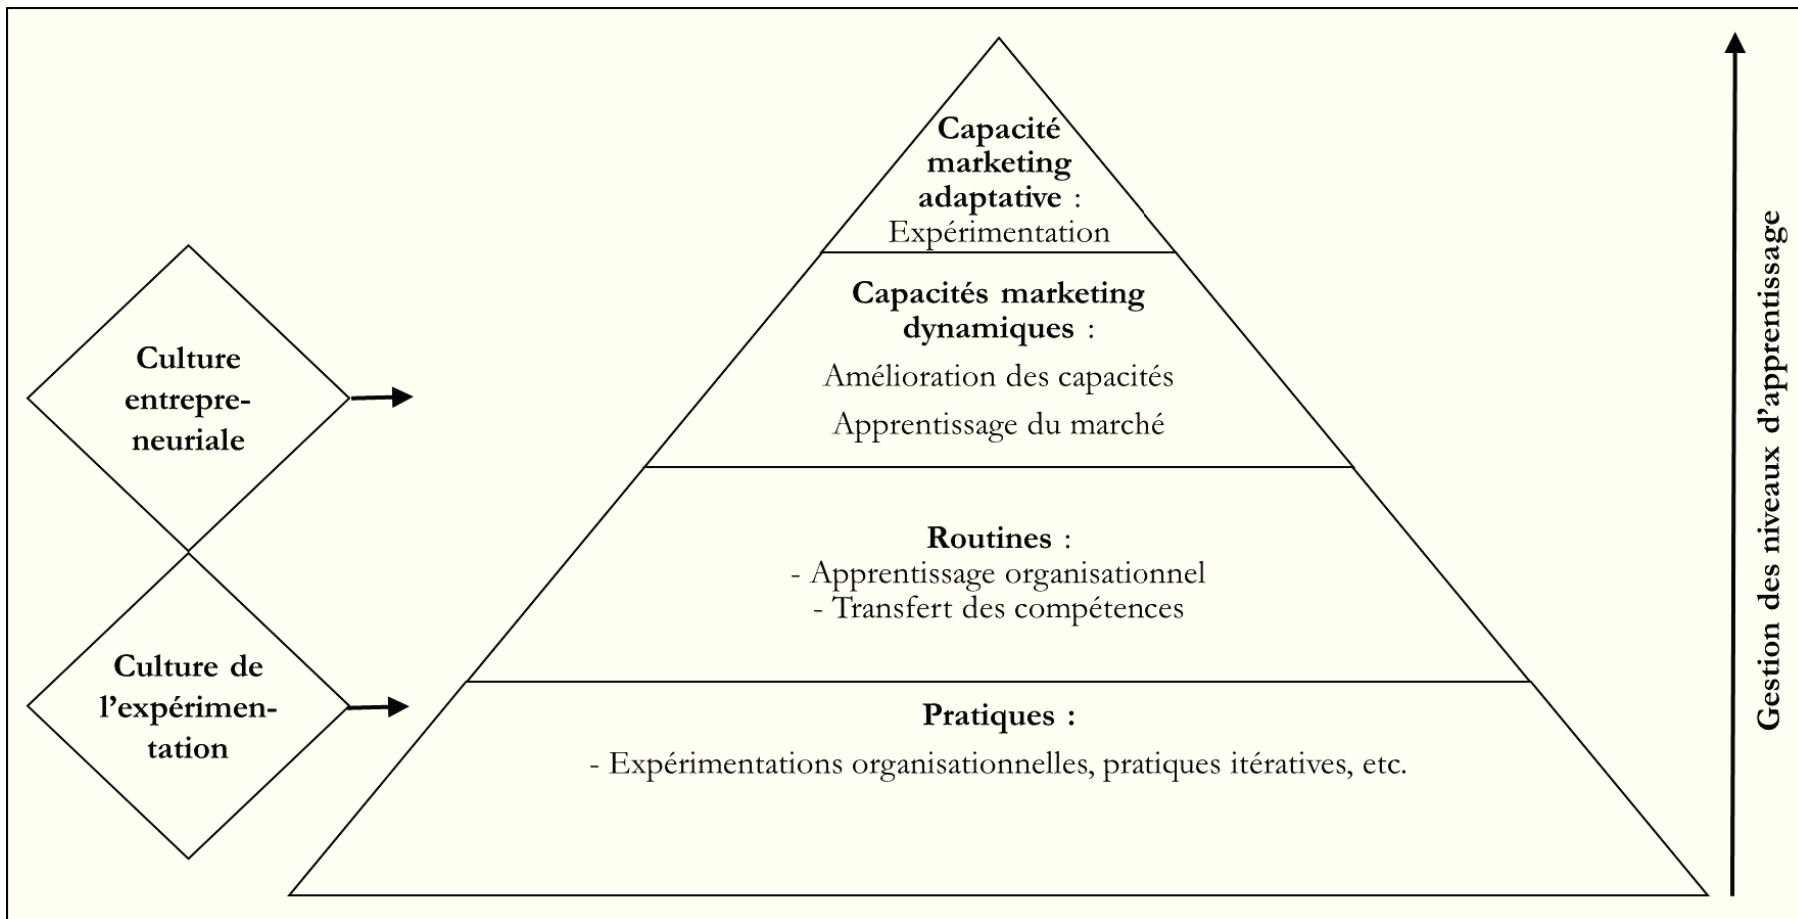 Capacité
marketing
adaptative :
Expérimentation
Capacités marketing
dynamiques :
Amélioration des capacités
Apprentissage du marché
Routines :
- Apprentissage organisationnel
- Transfert des compétences
Pratiques :
- Expérimentations organisationnelles, pratiques itératives, etc.
Culture
entrepre-
neuriale
Culture de
l’expérimen-
tation
Gestion des niveaux d’apprentissage